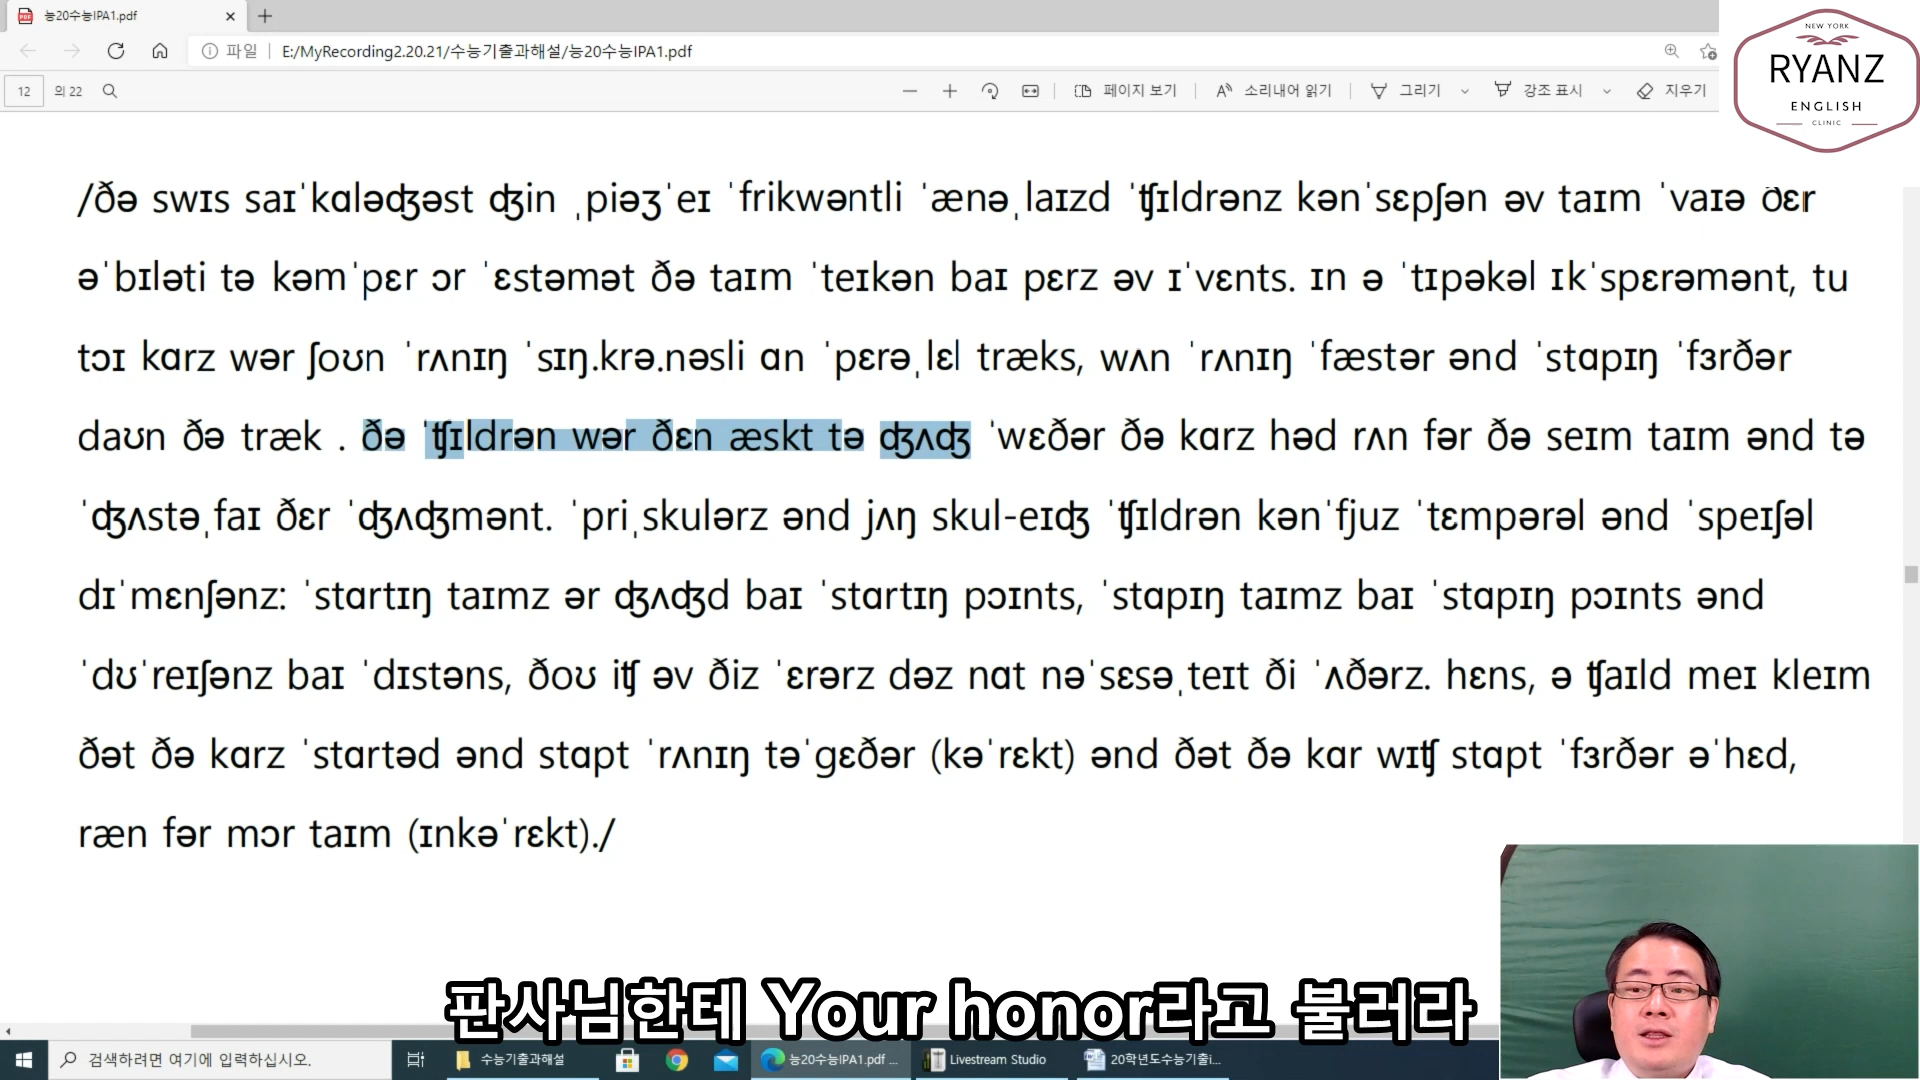 능20수능IPA1.pdf
파일 E:/MyRecording2.20.21/수능기출과해설/능20수능IPA1.pdf
12 의 22 페이지 보기 소리내어 읽기 그리기 강조 표시 지우기
NEW YORK
RYANZ
ENGLISH
CLINIC
/ðə swɪs saɪˈkɑləʤəst ʤin ˌpiəʒˈeɪ ˈfrikwəntli ˈænəˌlaɪzd ˈʧɪldrənz kənˈsɛpʃən əv taɪm ˈvaɪə ðɛr
əˈbɪləti tə kəmˈpɛr ɔr ˈɛstəmət ðə taɪm ˈteɪkən baɪ pɛrz əv ɪˈvɛnts. ɪn ə ˈtɪpəkəl ɪkˈspɛrəmənt, tu
tɔɪ kɑrz wər ʃoʊn ˈrʌnɪŋ ˈsɪŋ.krə.nəsli ɑn ˈpɛrəˌlɛl træks, wʌn ˈrʌnɪŋ ˈfæstər ənd ˈstɑpɪŋ ˈfɜrðər
daʊn ðə træk . ðə ˈʧɪldrən wər ðɛn æskt tə ʤʌʤ ˈwɛðər ðə kɑrz həd rʌn fər ðə seɪm taɪm ənd tə
ˈʤʌstəˌfaɪ ðɛr ˈʤʌʤmənt. ˈpriˌskulərz ənd jʌŋ skul-eɪʤ ˈʧɪldrən kənˈfjuz ˈtɛmpərəl ənd ˈspeɪʃəl
dɪˈmɛnʃənz: ˈstɑrtɪŋ taɪmz ər ʤʌʤd baɪ ˈstɑrtɪŋ pɔɪnts, ˈstɑpɪŋ taɪmz baɪ ˈstɑpɪŋ pɔɪnts ənd
ˈdʊˈreɪʃənz baɪ ˈdɪstəns, ðoʊ iʧ əv ðiz ˈɛrərz dəz nɑt nəˈsɛsəˌteɪt ði ˈʌðərz. hɛns, ə ʧaɪld meɪ kleɪm
ðət ðə kɑrz ˈstɑrtəd ənd stɑpt ˈrʌnɪŋ təˈgɛðər (kəˈrɛkt) ənd ðət ðə kɑr wɪʧ stɑpt ˈfɜrðər əˈhɛd,
ræn fər mɔr taɪm (ɪnkəˈrɛkt)./
판사님한테 Your honor라고 불러라
검색하려면 여기에 입력하십시오. 수능기출과해설 능20수능IPA1.pdf ... Livestream Studio 20학년도수능기출i...